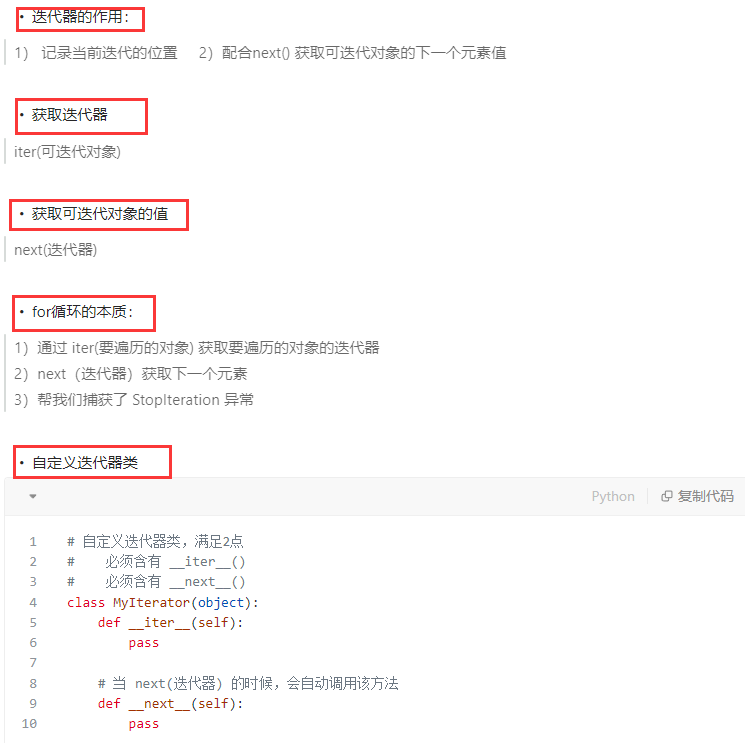 • 迭代器的作用：
1） 记录当前迭代的位置 2）配合next() 获取可迭代对象的下一个元素值
• 获取迭代器
iter(可迭代对象)
• 获取可迭代对象的值
next(迭代器)
• for循环的本质：
1）通过 iter(要遍历的对象) 获取要遍历的对象的迭代器
2）next（迭代器）获取下一个元素
3）帮我们捕获了 StopIteration 异常
• 自定义迭代器类
Python 复制代码
1 # 自定义迭代器类，满足2点
2 #    必须含有 __iter__()
3 #    必须含有 __next__()
4 class MyIterator(object):
5     def __iter__(self):
6         pass
7
8     # 当 next(迭代器) 的时候，会自动调用该方法
9     def __next__(self):
10         pass